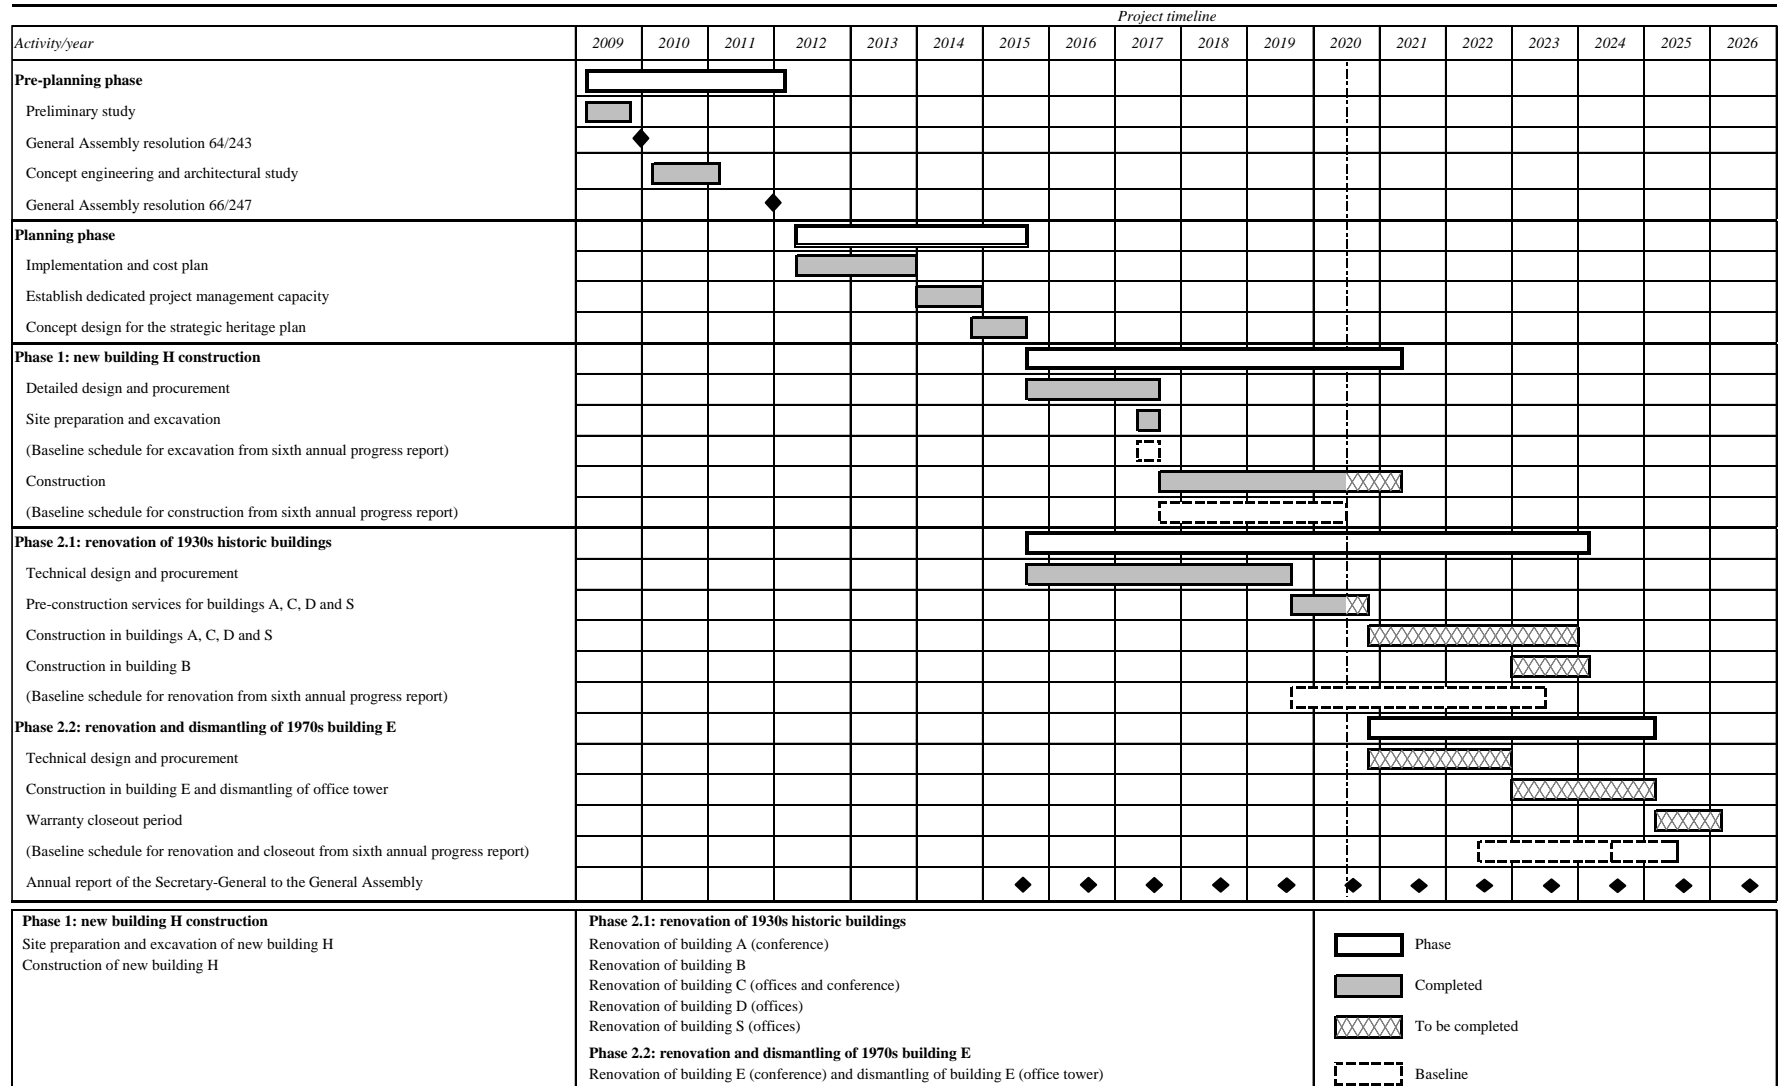 Project timeline
Activity/year 2009 2010 2011 2012 2013 2014 2015 2016 2017 2018 2019 2020 2021 2022 2023 2024 2025 2026
Pre-planning phase
Preliminary study
General Assembly resolution 64/243
Concept engineering and architectural study
General Assembly resolution 66/247
Planning phase
Implementation and cost plan
Establish dedicated project management capacity
Concept design for the strategic heritage plan
Phase 1: new building H construction
Detailed design and procurement
Site preparation and excavation
(Baseline schedule for excavation from sixth annual progress report)
Construction
(Baseline schedule for construction from sixth annual progress report)
Phase 2.1: renovation of 1930s historic buildings
Technical design and procurement
Pre-construction services for buildings A, C, D and S
Construction in buildings A, C, D and S
Construction in building B
(Baseline schedule for renovation from sixth annual progress report)
Phase 2.2: renovation and dismantling of 1970s building E
Technical design and procurement
Construction in building E and dismantling of office tower
Warranty closeout period
(Baseline schedule for renovation and closeout from sixth annual progress report)
Annual report of the Secretary-General to the General Assembly
Phase 1: new building H construction
Site preparation and excavation of new building H
Construction of new building H
Phase 2.1: renovation of 1930s historic buildings
Renovation of building A (conference)
Renovation of building B
Renovation of building C (offices and conference)
Renovation of building D (offices)
Renovation of building S (offices)
Phase 2.2: renovation and dismantling of 1970s building E
Renovation of building E (conference) and dismantling of building E (office tower)
Phase
Completed
To be completed
Baseline